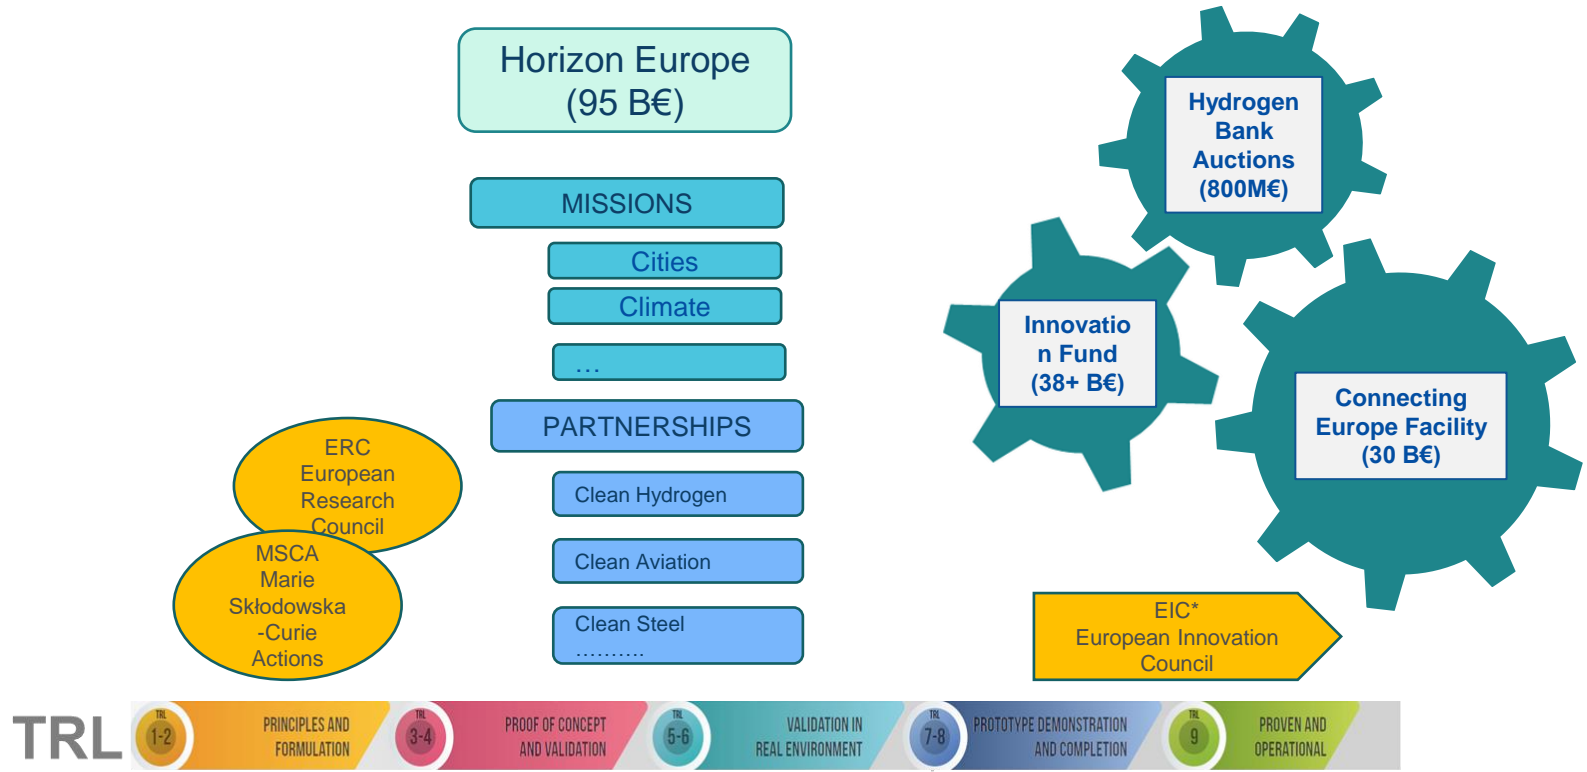 Horizon Europe
(95 B€)
MISSIONS
Cities
Climate
...
PARTNERSHIPS
Clean Hydrogen
Clean Aviation
Clean Steel
..........
ERC
European
Research
Council
MSCA
Marie
Skłodowska
-Curie
Actions
Hydrogen
Bank
Auctions
(800M€)
Innovatio
n Fund
(38+ B€)
Connecting
Europe Facility
(30 B€)
EIC*
European Innovation
Council
TRL
TRL
1-2
PRINCIPLES AND
FORMULATION
TRL
3-4
PROOF OF CONCEPT
AND VALIDATION
TRL
5-6
VALIDATION IN
REAL ENVIRONMENT
TRL
7-8
PROTOTYPE DEMONSTRATION
AND COMPLETION
TRL
9
PROVEN AND
OPERATIONAL